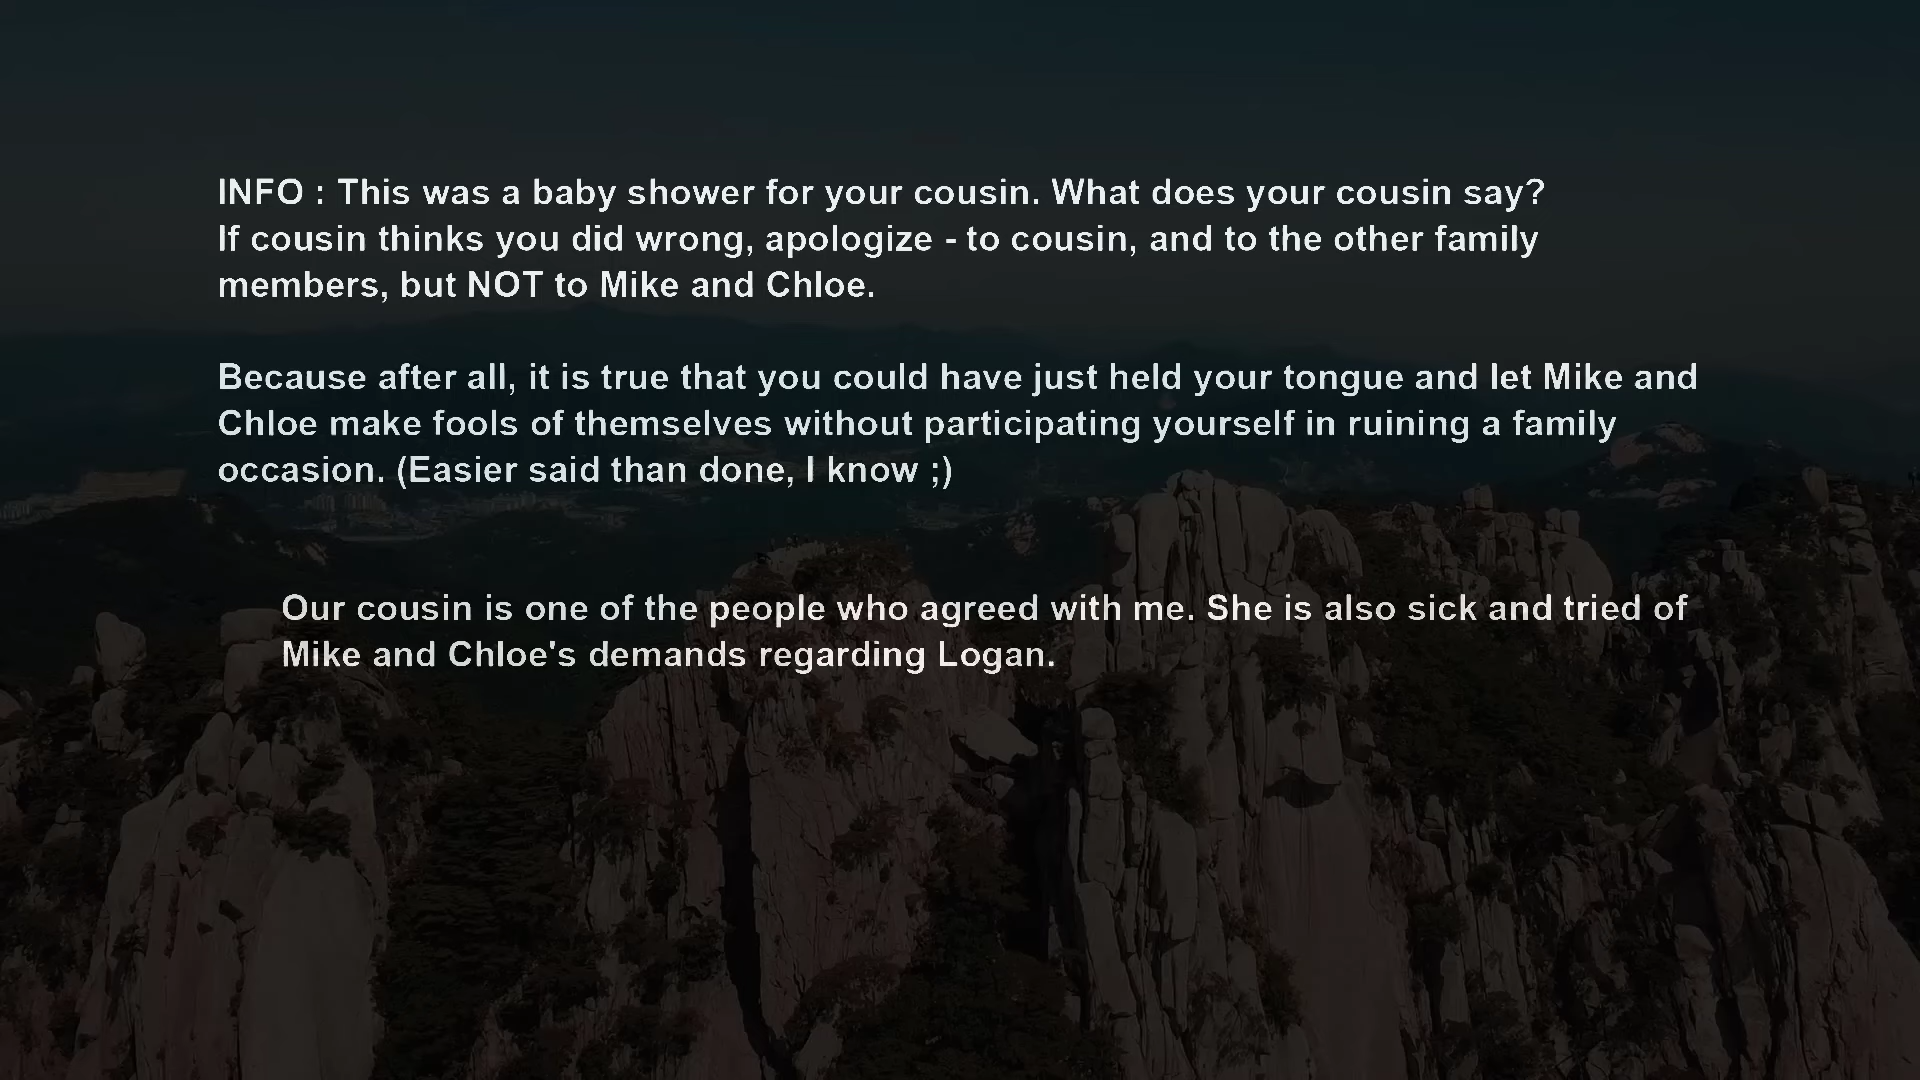 INFO : This was a baby shower for your cousin. What does your cousin say?
If cousin thinks you did wrong, apologize - to cousin, and to the other family
members, but NOT to Mike and Chloe.
Because after all, it is true that you could have just held your tongue and let Mike and
Chloe make fools of themselves without participating yourself in ruining a family
occasion. (Easier said than done, I know ;)
Our cousin is one of the people who agreed with me. She is also sick and tried of
Mike and Chloe's demands regarding Logan.